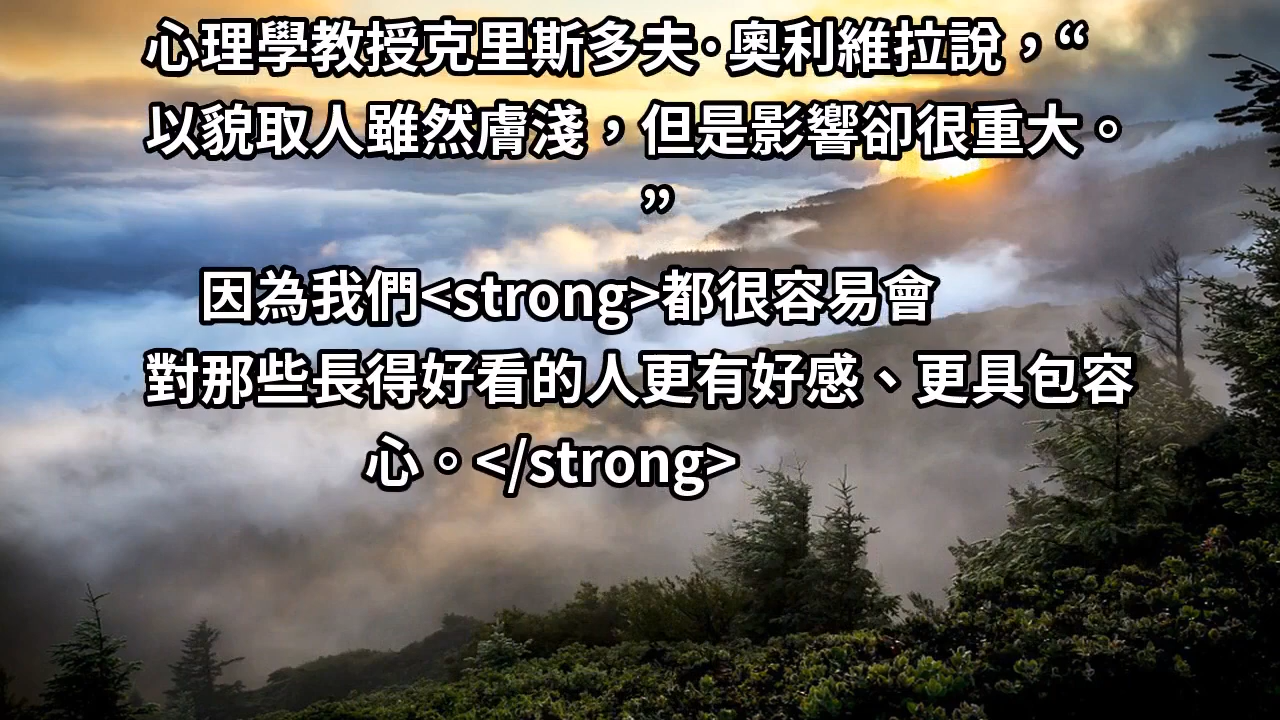 心理學教授克里斯多夫·奧利維拉說，“
以貌取人雖然膚淺，但是影響卻很重大。
”
因為我們<strong>都很容易會
對那些長得好看的人更有好感、更具包容
心。</strong>